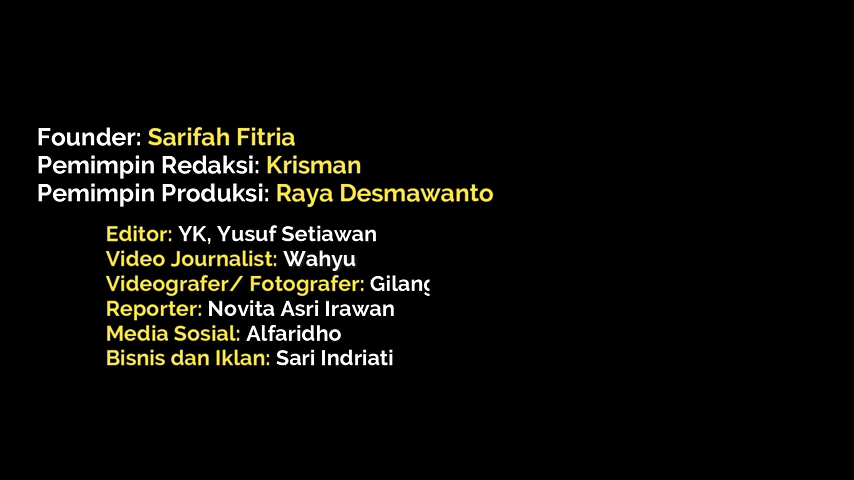 Founder: Sarifah Fitria
Pemimpin Redaksi: Krisman
Pemimpin Produksi: Raya Desmawanto
Editor: YK, Yusuf Setiawan
Video Journalist: Wahyu
Videografer/ Fotografer: Gilang
Reporter: Novita Asri Irawan
Media Sosial: Alfaridho
Bisnis dan Iklan: Sari Indriati